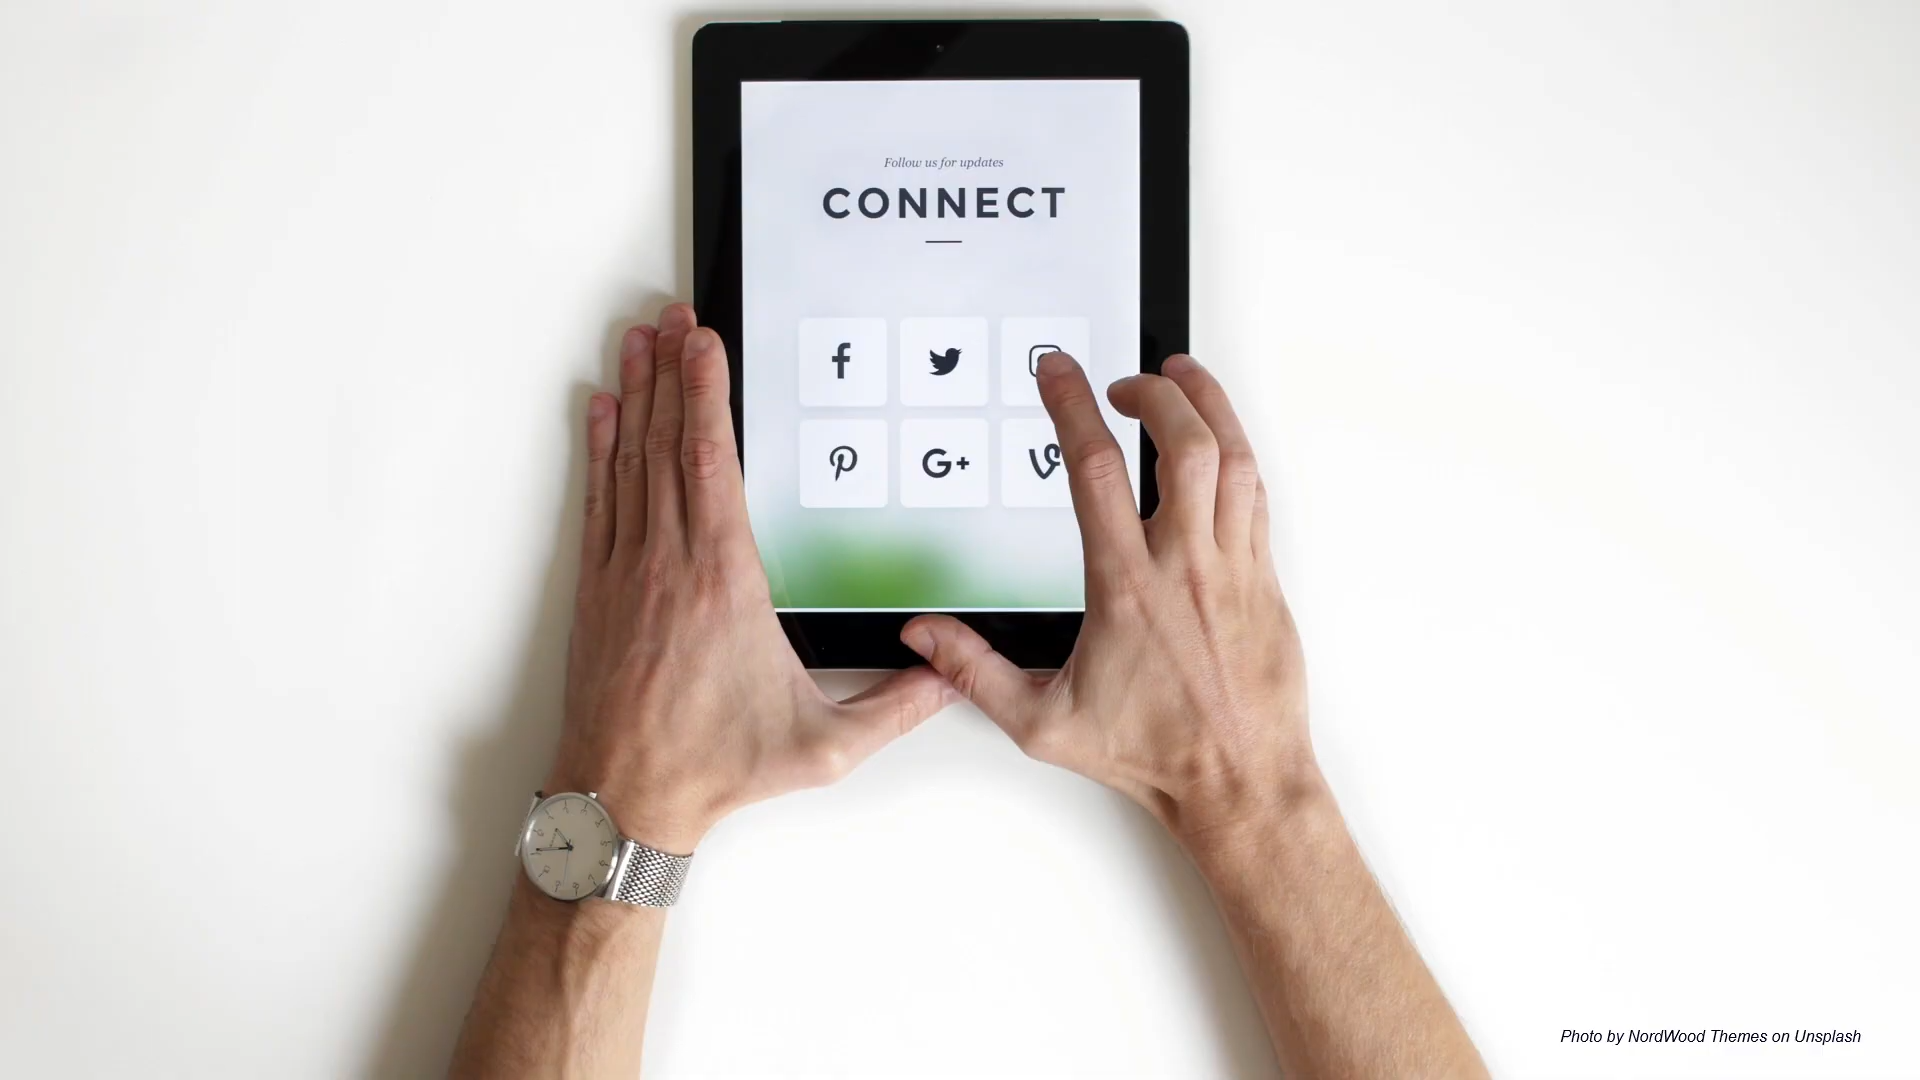 Follow us for updates
CONNECT
G+
Photo by NordWood Themes on Unsplash